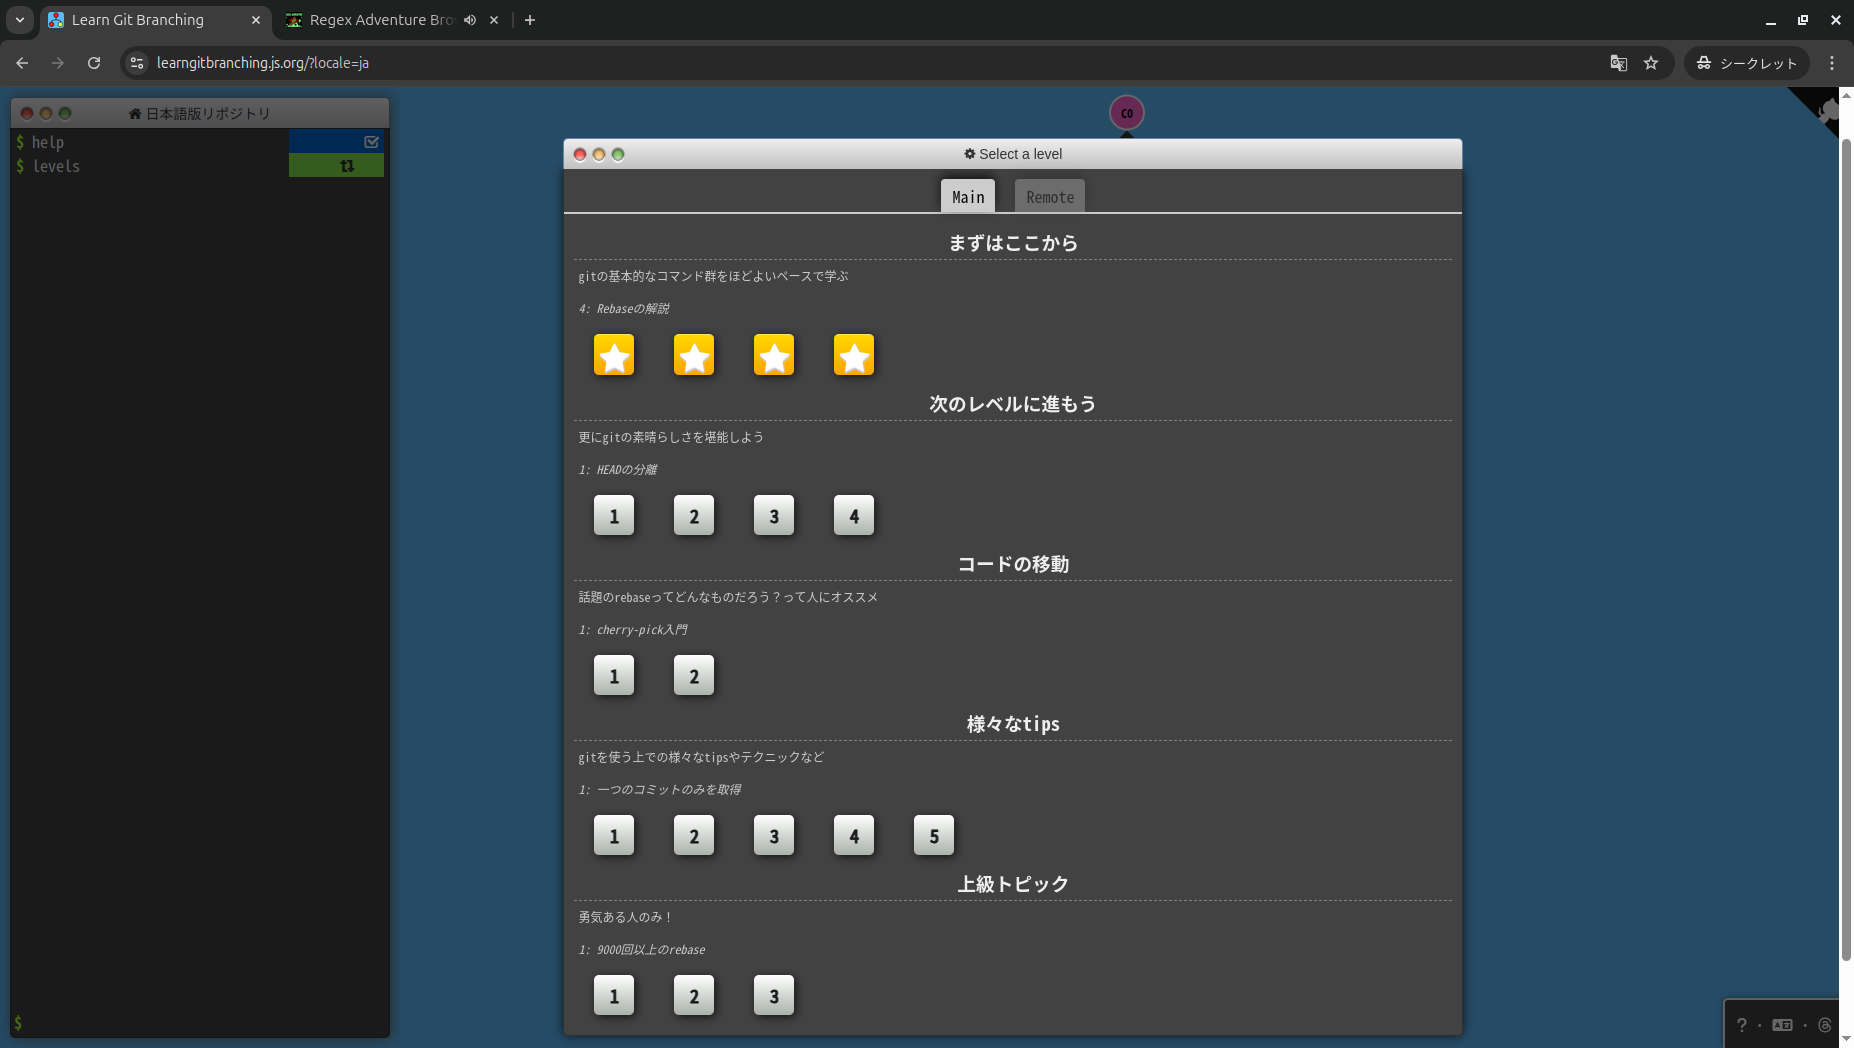 Learn Git Branching
Regex Adventure Bro
learngitbranching.js.org/?locale=ja
シークレット
日本語版リポジトリ
$ help
$ levels
$
C0
Select a level
Main
Remote
まずはここから
gitの基本的なコマンド群をほどよいペースで学ぶ
4: Rebaseの解説
次のレベルに進もう
更にgitの素晴らしさを堪能しよう
1: HEADの分離
1 2 3 4
コードの移動
話題のrebaseってどんなものだろう？って人にオススメ
1: cherry-pick入門
1 2
様々なtips
gitを使う上での様々なtipsやテクニックなど
1: 一つのコミットのみを取得
1 2 3 4 5
上級トピック
勇気ある人のみ！
1: 9000回以上のrebase
1 2 3
? · ·